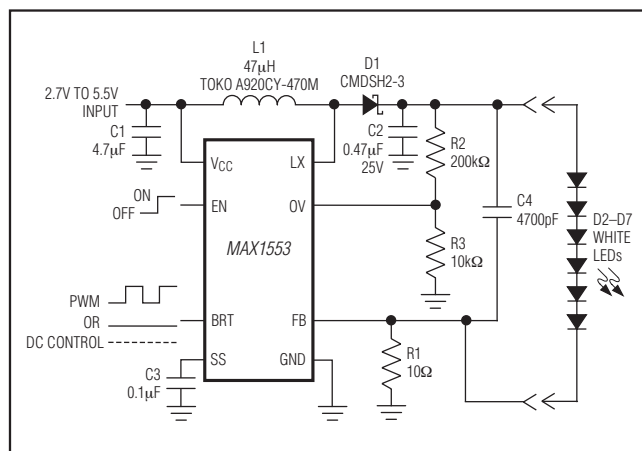 L1
47μH
TOKO A920CY-470M
D1
CMDSH2-3
2.7V TO 5.5V
INPUT
C1
4.7μF
C2
0.47μF
25V
R2
200kΩ
VCC
LX
C4
4700pF
D2–D7
WHITE
LEDs
ON
OFF
EN
OV
MAX1553
R3
10kΩ
PWM
OR
DC CONTROL
BRT
FB
SS
GND
R1
10Ω
C3
0.1μF